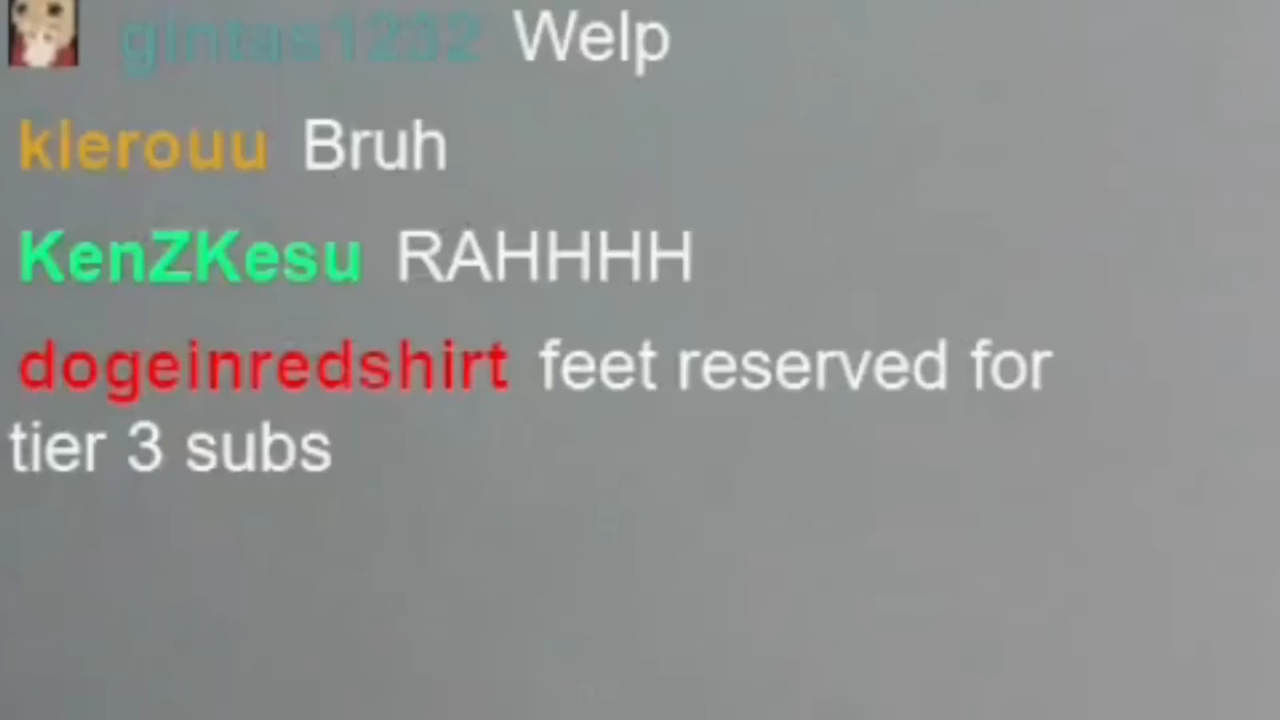 gintas1232 Welp
klerouu Bruh
KenZKesu RAHHHH
dogeinredshirt feet reserved for
tier 3 subs